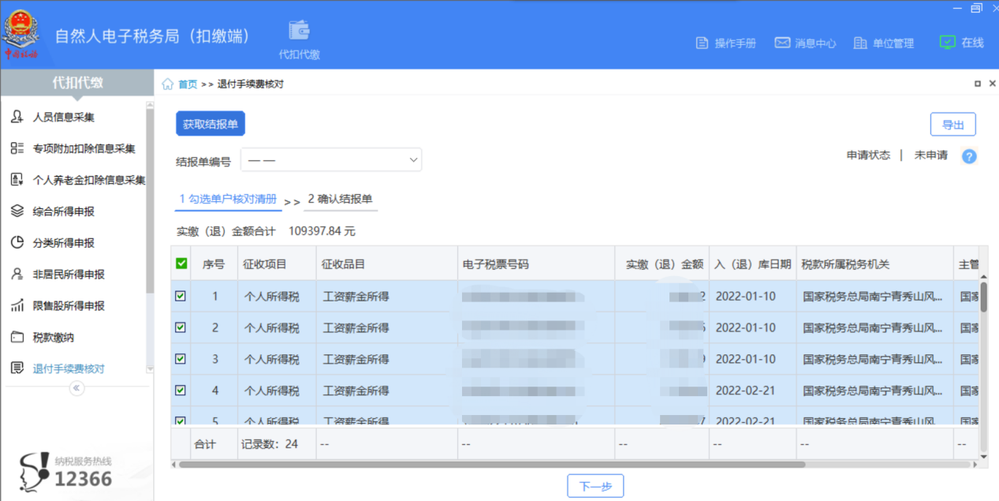 自然人电子税务局（扣缴端）
代扣代缴
操作手册 消息中心 单位管理 在线
中国税务
代扣代缴
首页 >> 退付手续费核对
人员信息采集
专项附加扣除信息采集
个人养老金扣除信息采集
综合所得申报
分类所得申报
非居民所得申报
限售股所得申报
税款缴纳
退付手续费核对
纳税服务热线
12366
获取结报单 导出
结报单编号 — — 申请状态 | 未申请 ?
1 勾选单户核对清册 >> 2 确认结报单
实缴（退）金额合计 109397.84 元
序号 征收项目 征收品目 电子税票号码 实缴（退）金额 入（退）库日期 税款所属税务机关 主管
1 个人所得税 工资薪金所得 2 2022-01-10 国家税务总局南宁青秀山风... 国家
2 个人所得税 工资薪金所得 2022-01-10 国家税务总局南宁青秀山风... 国家
3 个人所得税 工资薪金所得 2022-01-10 国家税务总局南宁青秀山风... 国家
4 个人所得税 工资薪金所得 2022-02-21 国家税务总局南宁青秀山风... 国家
5 个人所得税 工资薪金所得 7 2022-02-21 国家税务总局南宁青秀山风... 国家
合计 记录数：24 -- -- -- -- -- --
下一步